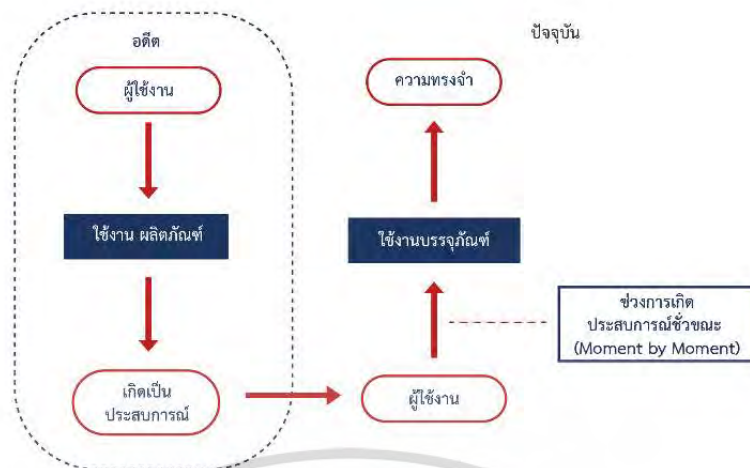 อดีต
ผู้ใช้งาน
ใช้งาน ผลิตภัณฑ์
เกิดเป็น
ประสบการณ์
ปัจจุบัน
ความทรงจำ
ใช้งานบรรจุภัณฑ์
ช่วงการเกิด
ประสบการณ์ชั่วขณะ
(Moment by Moment)
ผู้ใช้งาน